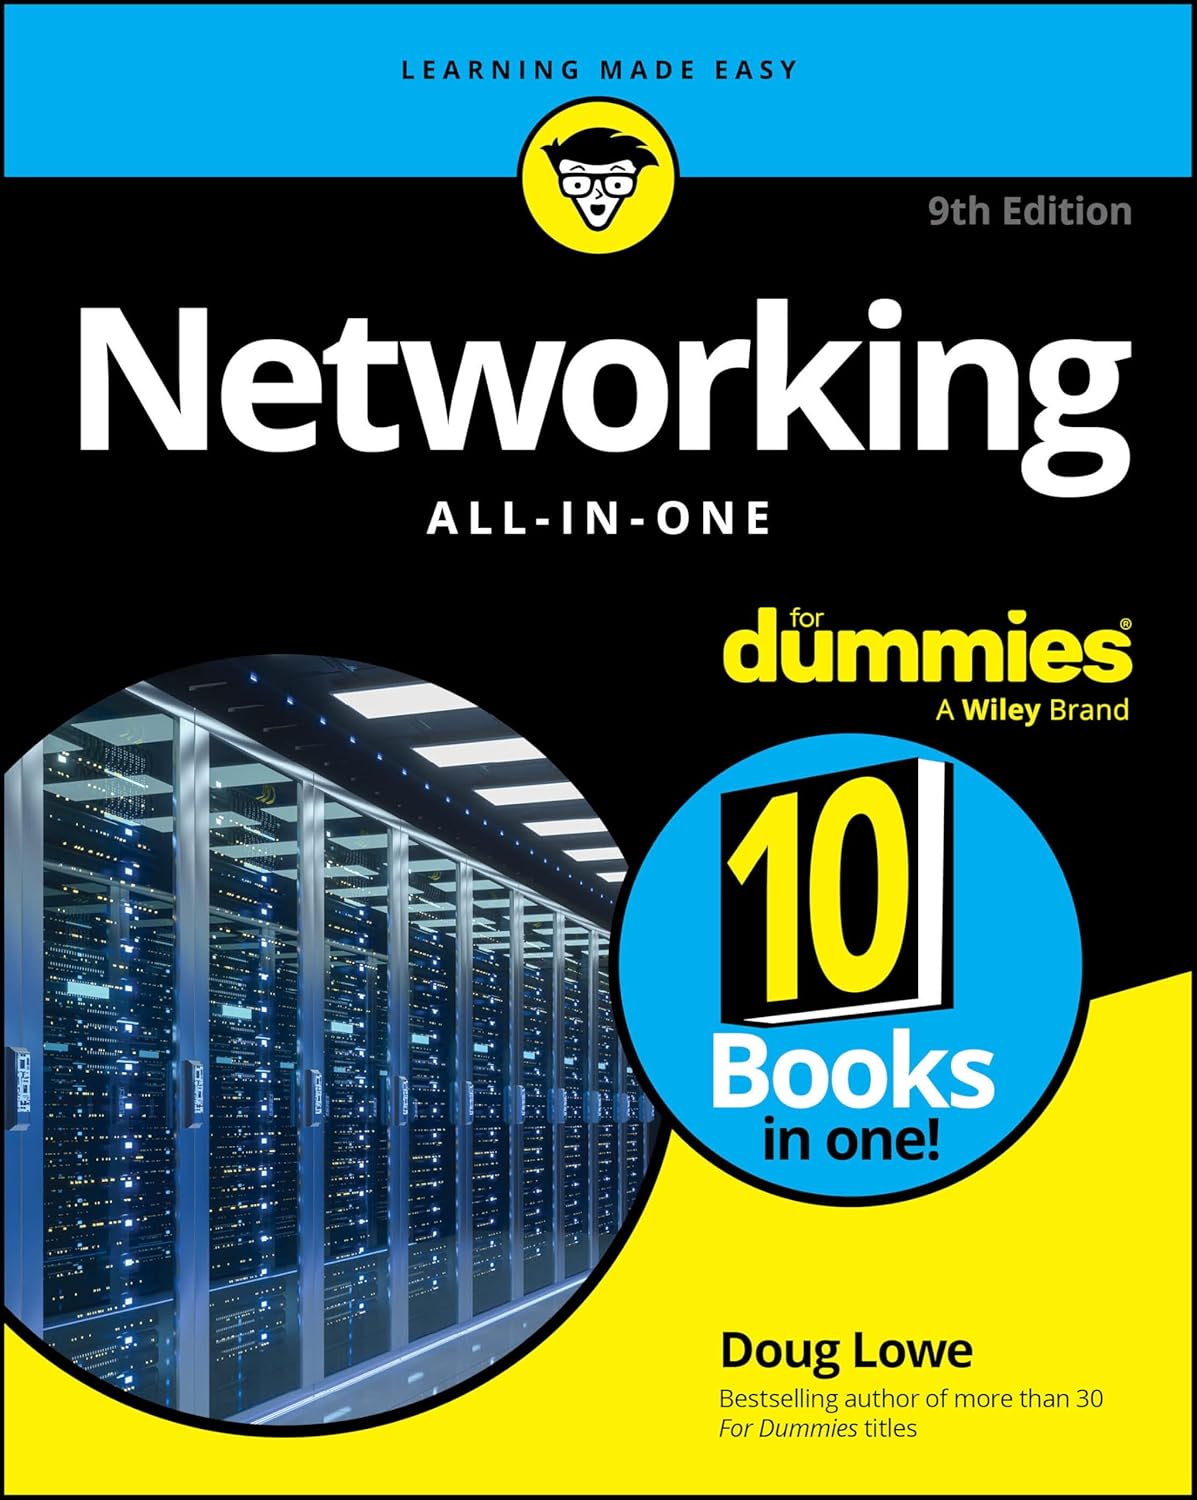 LEARNING MADE EASY
9th Edition
Networking
ALL-IN-ONE
for
dummies®
A Wiley Brand
10
Books
in one!
Doug Lowe
Bestselling author of more than 30
For Dummies titles